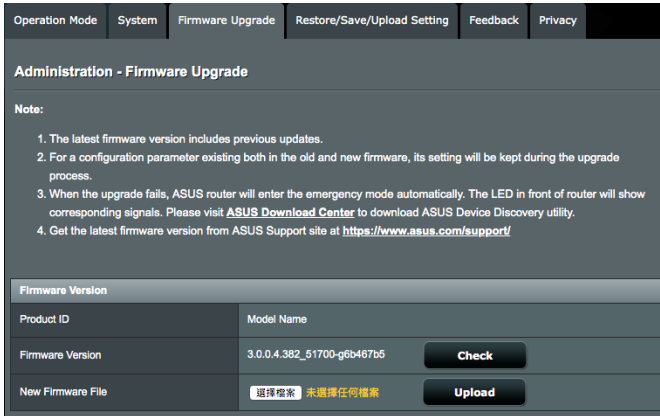 Operation Mode System Firmware Upgrade Restore/Save/Upload Setting Feedback Privacy
Administration - Firmware Upgrade
Note:
1. The latest firmware version includes previous updates.
2. For a configuration parameter existing both in the old and new firmware, its setting will be kept during the upgrade
process.
3. When the upgrade fails, ASUS router will enter the emergency mode automatically. The LED in front of router will show
corresponding signals. Please visit ASUS Download Center to download ASUS Device Discovery utility.
4. Get the latest firmware version from ASUS Support site at https://www.asus.com/support/
Firmware Version
Product ID Model Name
Firmware Version 3.0.0.4.382_51700-g6b467b5 Check
New Firmware File 選擇檔案 未選擇任何檔案 Upload